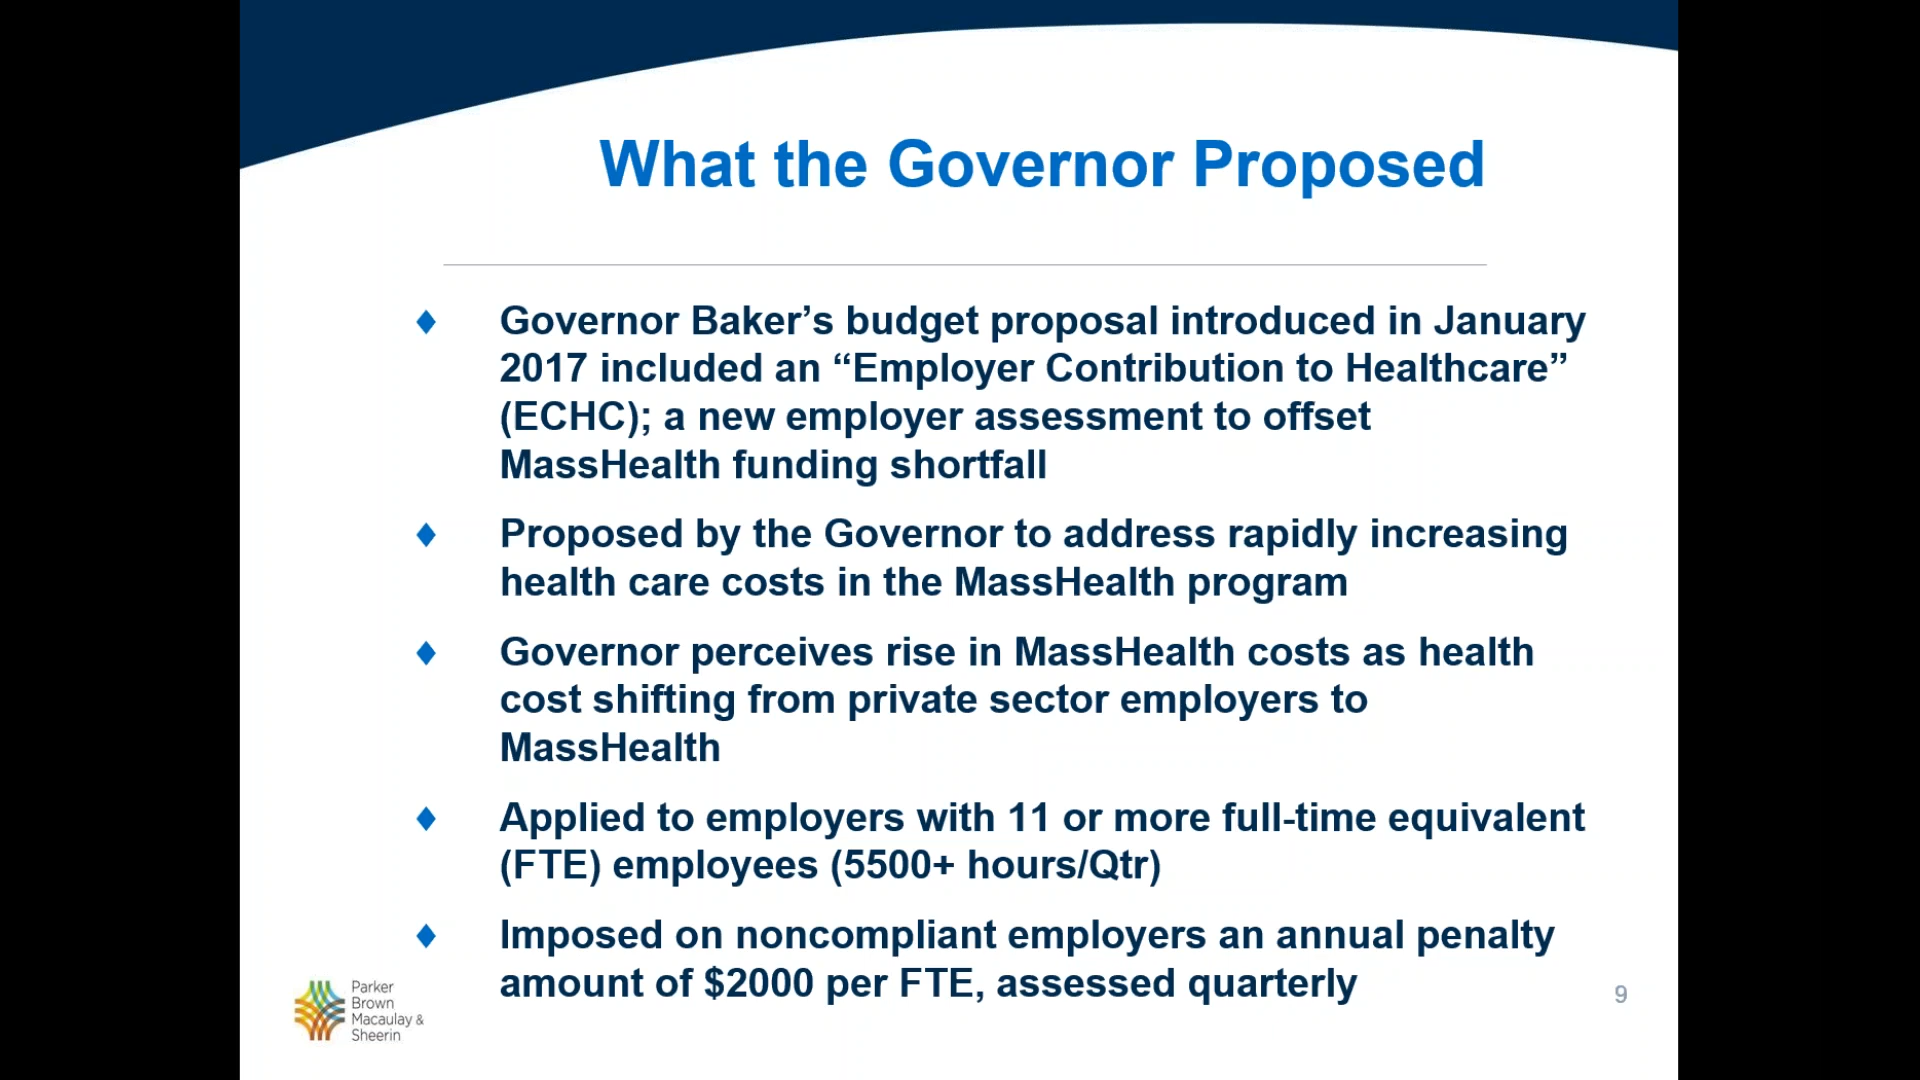 What the Governor Proposed
Governor Baker’s budget proposal introduced in January
2017 included an “Employer Contribution to Healthcare”
(ECHC); a new employer assessment to offset
MassHealth funding shortfall
Proposed by the Governor to address rapidly increasing
health care costs in the MassHealth program
Governor perceives rise in MassHealth costs as health
cost shifting from private sector employers to
MassHealth
Applied to employers with 11 or more full-time equivalent
(FTE) employees (5500+ hours/Qtr)
Imposed on noncompliant employers an annual penalty
amount of $2000 per FTE, assessed quarterly
Parker
Brown
Macaulay &
Sheerin
9